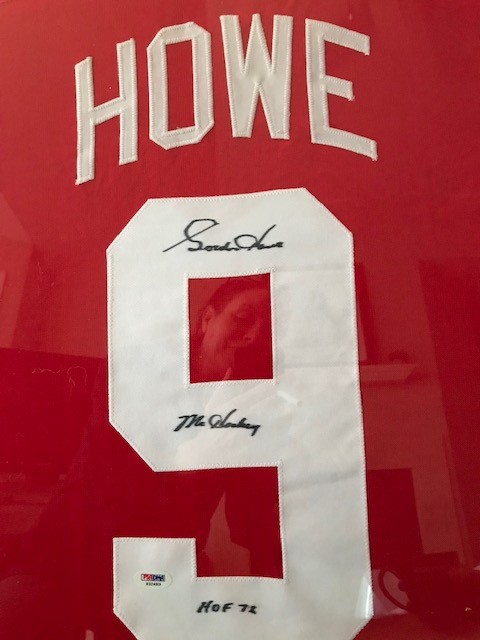 HOWE
9
Gordie Howe
Mr Hockey
PSA/DNA
HOF 72